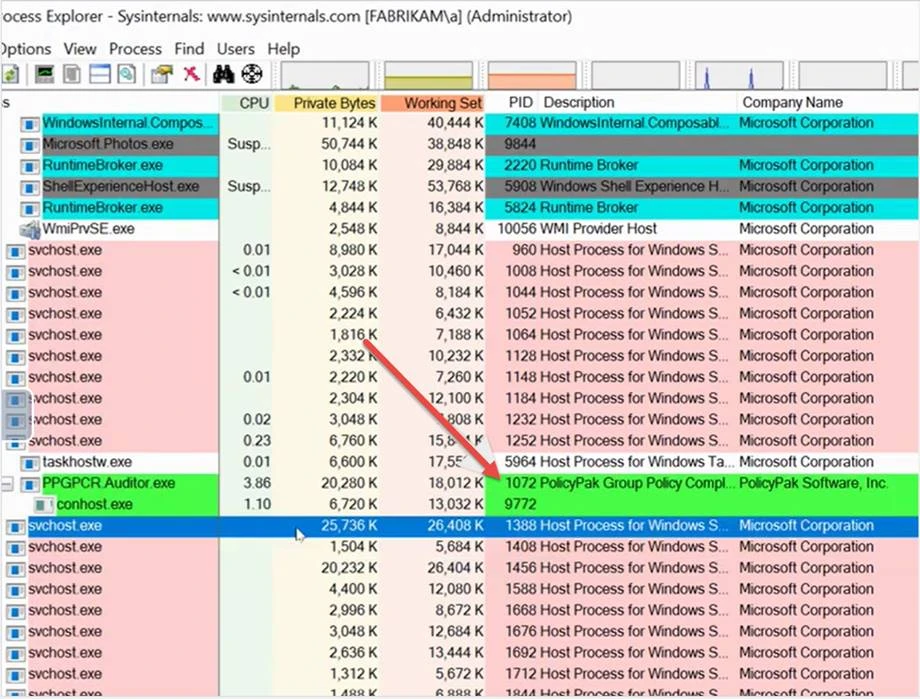 ocess Explorer - Sysinternals: www.sysinternals.com [FABRIKAM\a] (Administrator)
Options View Process Find Users Help
s CPU Private Bytes Working Set PID Description Company Name
WindowsInternal.Compos... 11,124 K 40,444 K 7408 WindowsInternal.Composabl... Microsoft Corporation
Microsoft.Photos.exe Susp... 50,744 K 38,848 K 9844
RuntimeBroker.exe 10,084 K 29,884 K 2220 Runtime Broker Microsoft Corporation
ShellExperienceHost.exe Susp... 12,748 K 53,768 K 5908 Windows Shell Experience H... Microsoft Corporation
RuntimeBroker.exe 4,844 K 16,384 K 5824 Runtime Broker Microsoft Corporation
WmiPrvSE.exe 2,548 K 8,844 K 10056 WMI Provider Host Microsoft Corporation
svchost.exe 0.01 8,980 K 17,044 K 960 Host Process for Windows S... Microsoft Corporation
svchost.exe < 0.01 3,028 K 10,460 K 1008 Host Process for Windows S... Microsoft Corporation
svchost.exe < 0.01 4,596 K 8,184 K 1044 Host Process for Windows S... Microsoft Corporation
svchost.exe 2,224 K 6,432 K 1052 Host Process for Windows S... Microsoft Corporation
svchost.exe 1,816 K 7,188 K 1064 Host Process for Windows S... Microsoft Corporation
svchost.exe 2,332 K 10,232 K 1128 Host Process for Windows S... Microsoft Corporation
svchost.exe 0.01 2,220 K 7,260 K 1148 Host Process for Windows S... Microsoft Corporation
svchost.exe 2,304 K 12,100 K 1184 Host Process for Windows S... Microsoft Corporation
svchost.exe 0.02 3,048 K 808 K 1232 Host Process for Windows S... Microsoft Corporation
svchost.exe 0.23 6,760 K K 1252 Host Process for Windows S... Microsoft Corporation
taskhostw.exe 0.01 6,600 K 5964 Host Process for Windows Ta... Microsoft Corporation
PPGPCR.Auditor.exe 3.86 20,280 K 18,012 K 1072 PolicyPak Group Policy Compl... PolicyPak Software, Inc.
conhost.exe 1.10 6,720 K 13,032 K 9772
svchost.exe 25,736 K 26,408 K 1388 Host Process for Windows S... Microsoft Corporation
svchost.exe 1,504 K 5,684 K 1408 Host Process for Windows S... Microsoft Corporation
svchost.exe 20,232 K 26,404 K 1456 Host Process for Windows S... Microsoft Corporation
svchost.exe 4,400 K 12,080 K 1588 Host Process for Windows S... Microsoft Corporation
svchost.exe 2,996 K 8,672 K 1668 Host Process for Windows S... Microsoft Corporation
svchost.exe 3,048 K 12,684 K 1676 Host Process for Windows S... Microsoft Corporation
svchost.exe 2,636 K 13,444 K 1692 Host Process for Windows S... Microsoft Corporation
svchost.exe 1,312 K 5,672 K 1712 Host Process for Windows S... Microsoft Corporation
svchost.exe 1,488 K 6,888 K 1844 Host Process for Windows S... Microsoft Corporation